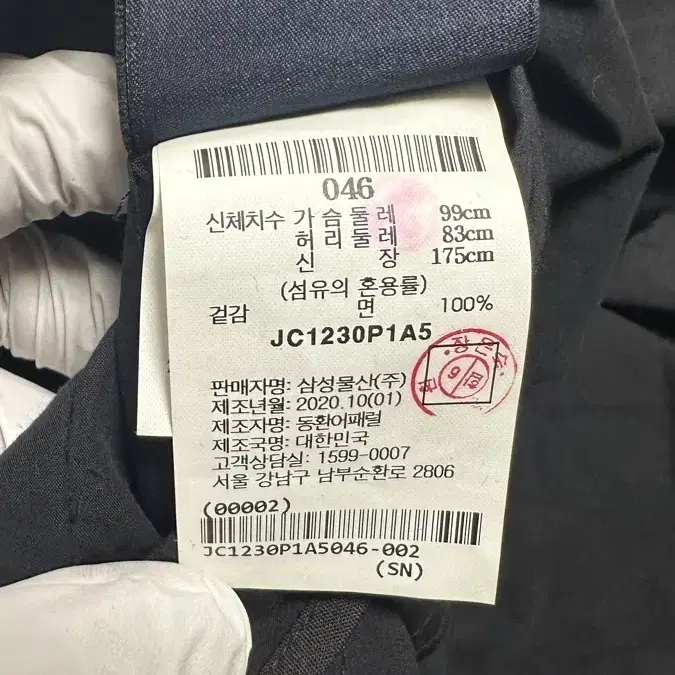 046
신체치수 가 슴 둘 레 99cm
허 리 둘 레 83cm
신 장 175cm
(섬유의 혼용률)
겉감 면 100%
JC1230P1A5
판매자명: 삼성물산(주)
제조년월: 2020.10(01)
제조자명: 동환어패럴
제조국명: 대한민국
고객상담실: 1599-0007
서울 강남구 남부순환로 2806
(00002)
JC1230P1A5046-002
(SN)